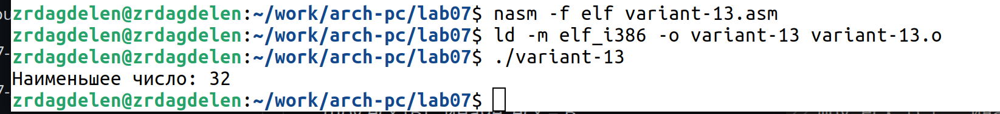 zrdagdelen@zrdagdelen:~/work/arch-pc/lab07$ nasm -f elf variant-13.asm
zrdagdelen@zrdagdelen:~/work/arch-pc/lab07$ ld -m elf_i386 -o variant-13 variant-13.o
zrdagdelen@zrdagdelen:~/work/arch-pc/lab07$ ./variant-13
Наименьшее число: 32
zrdagdelen@zrdagdelen:~/work/arch-pc/lab07$